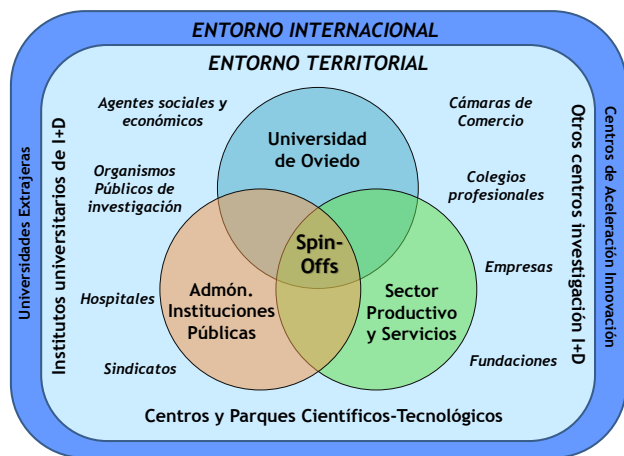 ENTORNO INTERNACIONAL
ENTORNO TERRITORIAL
Agentes sociales y
económicos
Cámaras de
Comercio
Universidad
de Oviedo
Organismos
Públicos de
investigación
Colegios
profesionales
Universidades Extrajeras
Institutos universitarios de I+D
Otros centros investigación I+D
Centros de Aceleración Innovación
Spin-
Offs
Hospitales
Empresas
Admón.
Instituciones
Públicas
Sector
Productivo
y Servicios
Sindicatos
Fundaciones
Centros y Parques Científicos-Tecnológicos